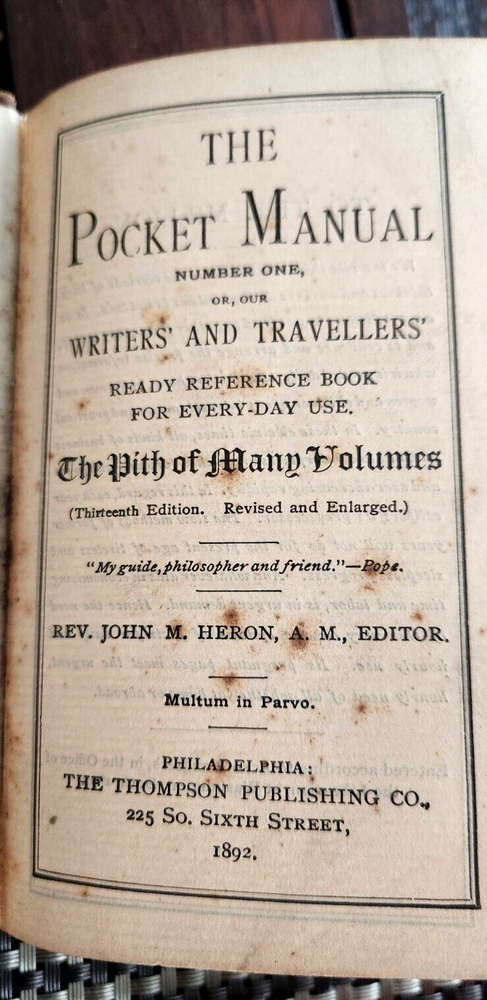 THE
POCKET MANUAL
NUMBER ONE,
OR, OUR
WRITERS' AND TRAVELLERS'
READY REFERENCE BOOK
FOR EVERY-DAY USE.
The Pith of Many Volumes
(Thirteenth Edition. Revised and Enlarged.)
"My guide, philosopher and friend."—Pope.
REV. JOHN M. HERON, A. M., EDITOR.
Multum in Parvo.
PHILADELPHIA:
THE THOMPSON PUBLISHING CO.,
225 SO. SIXTH STREET,
1892.